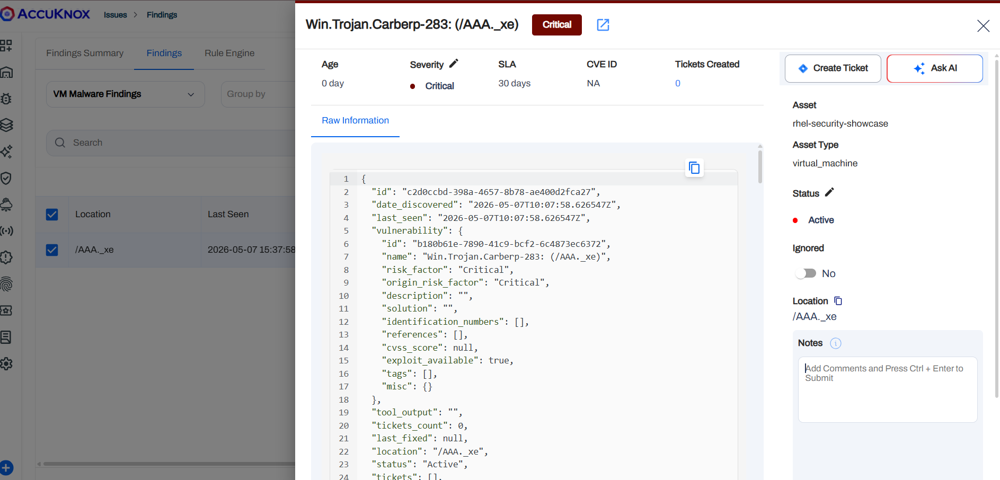 ACCUKNOX
Issues > Findings
Findings Summary
Findings
Rule Engine
VM Malware Findings
Group by
Search
Location
Last Seen
/AAA._xe
2026-05-07 15:37:58
Win.Trojan.Carberp-283: (/AAA._xe)
Critical
Age
0 day
Severity
Critical
SLA
30 days
CVE ID
NA
Tickets Created
0
Raw Information
1 {
2 "id": "c2d0ccbd-398a-4657-8b78-ae400d2fca27",
3 "date_discovered": "2026-05-07T10:07:58.626547Z",
4 "last_seen": "2026-05-07T10:07:58.626547Z",
5 "vulnerability": {
6 "id": "b180b61e-7890-41c9-bcf2-6c4873ec6372",
7 "name": "Win.Trojan.Carberp-283: (/AAA._xe)",
8 "risk_factor": "Critical",
9 "origin_risk_factor": "Critical",
10 "description": "",
11 "solution": "",
12 "identification_numbers": [],
13 "references": [],
14 "cvss_score": null,
15 "exploit_available": true,
16 "tags": [],
17 "misc": {}
18 },
19 "tool_output": "",
20 "tickets_count": 0,
21 "last_fixed": null,
22 "location": "/AAA._xe",
23 "status": "Active",
24 "tickets": [],
Create Ticket
Ask AI
Asset
rhel-security-showcase
Asset Type
virtual_machine
Status
Active
Ignored
No
Location
/AAA._xe
Notes
Add Comments and Press Ctrl + Enter to
Submit